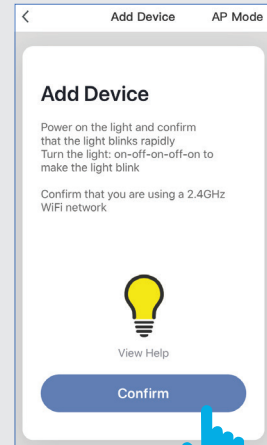 Add Device AP Mode
Add Device
Power on the light and confirm
that the light blinks rapidly
Turn the light: on-off-on-off-on to
make the light blink
Confirm that you are using a 2.4GHz
WiFi network
View Help
Confirm